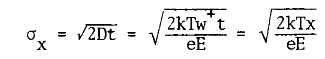 σx = √2Dt = √(2kTw⁺t/eE) = √(2kTx/eE)